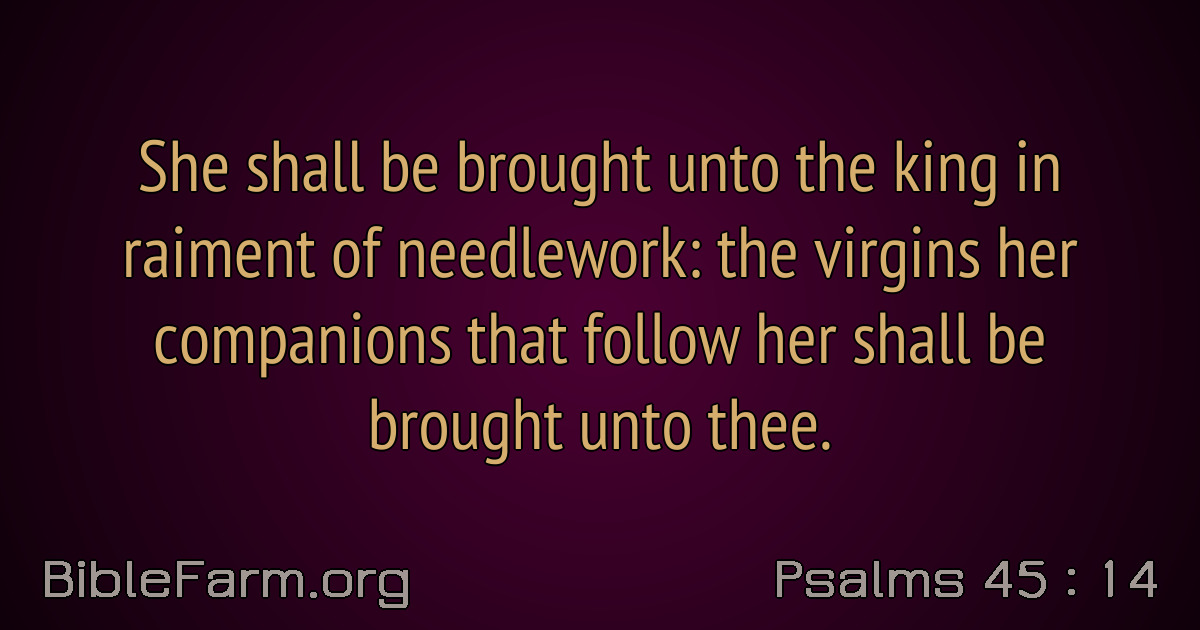 She shall be brought unto the king in
raiment of needlework: the virgins her
companions that follow her shall be
brought unto thee.
BibleFarm.org
Psalms 45 : 14